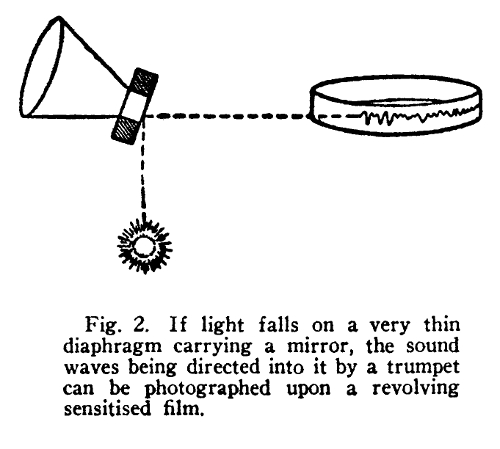 Fig. 2. If light falls on a very thin
diaphragm carrying a mirror, the sound
waves being directed into it by a trumpet
can be photographed upon a revolving
sensitised film.